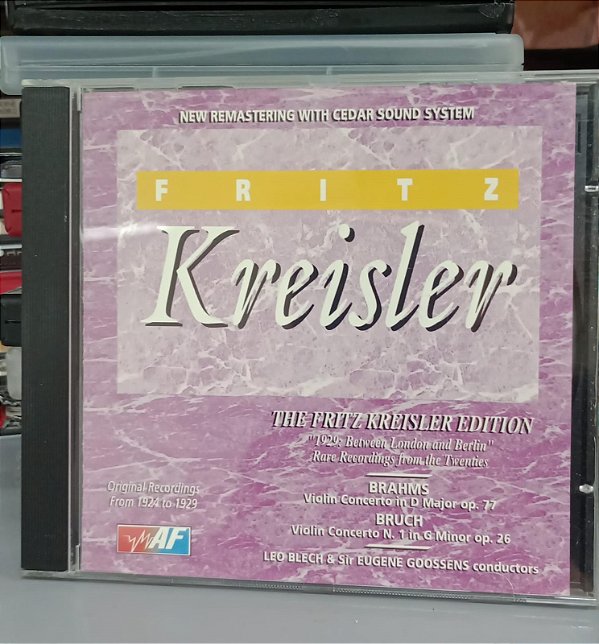 NEW REMASTERING WITH CEDAR SOUND SYSTEM
FRITZ
Kreisler
THE FRITZ KREISLER EDITION
"1929: Between London and Berlin"
Rare Recordings from the Twenties
BRAHMS
Violin Concerto in D Major op. 77
BRUCH
Violin Concerto N. 1 in G Minor op. 26
LEO BLECH & Sir EUGENE GOOSSENS conductors
Original Recordings
From 1924 to 1929
AF